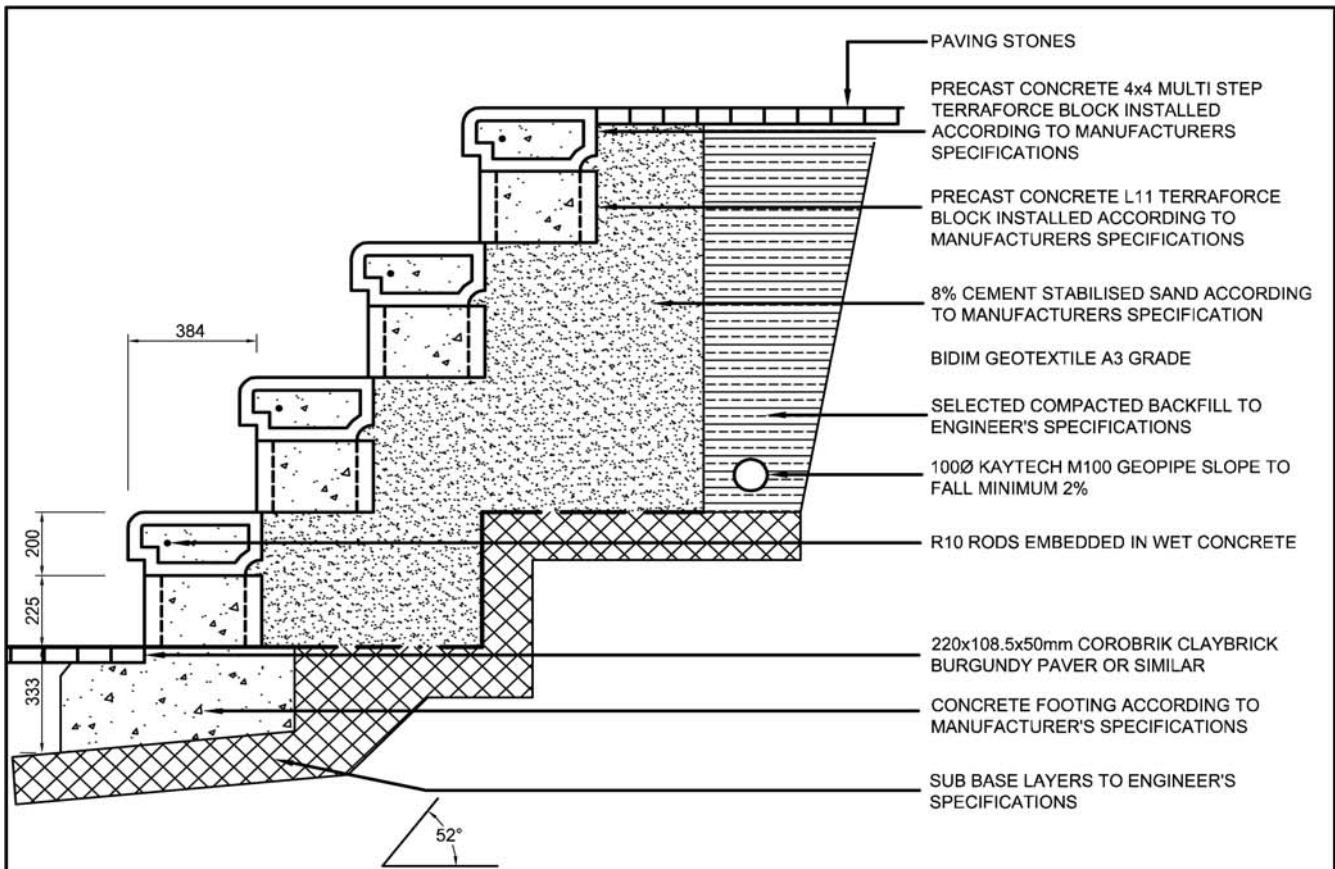 PAVING STONES
PRECAST CONCRETE 4x4 MULTI STEP
TERRAFORCE BLOCK INSTALLED
ACCORDING TO MANUFACTURERS
SPECIFICATIONS
PRECAST CONCRETE L11 TERRAFORCE
BLOCK INSTALLED ACCORDING TO
MANUFACTURERS SPECIFICATIONS
8% CEMENT STABILISED SAND ACCORDING
TO MANUFACTURERS SPECIFICATION
BIDIM GEOTEXTILE A3 GRADE
SELECTED COMPACTED BACKFILL TO
ENGINEER'S SPECIFICATIONS
100Ø KAYTECH M100 GEOPIPE SLOPE TO
FALL MINIMUM 2%
R10 RODS EMBEDDED IN WET CONCRETE
220x108.5x50mm COROBRIK CLAYBRICK
BURGUNDY PAVER OR SIMILAR
CONCRETE FOOTING ACCORDING TO
MANUFACTURER'S SPECIFICATIONS
SUB BASE LAYERS TO ENGINEER'S
SPECIFICATIONS
384
200
225
333
52°